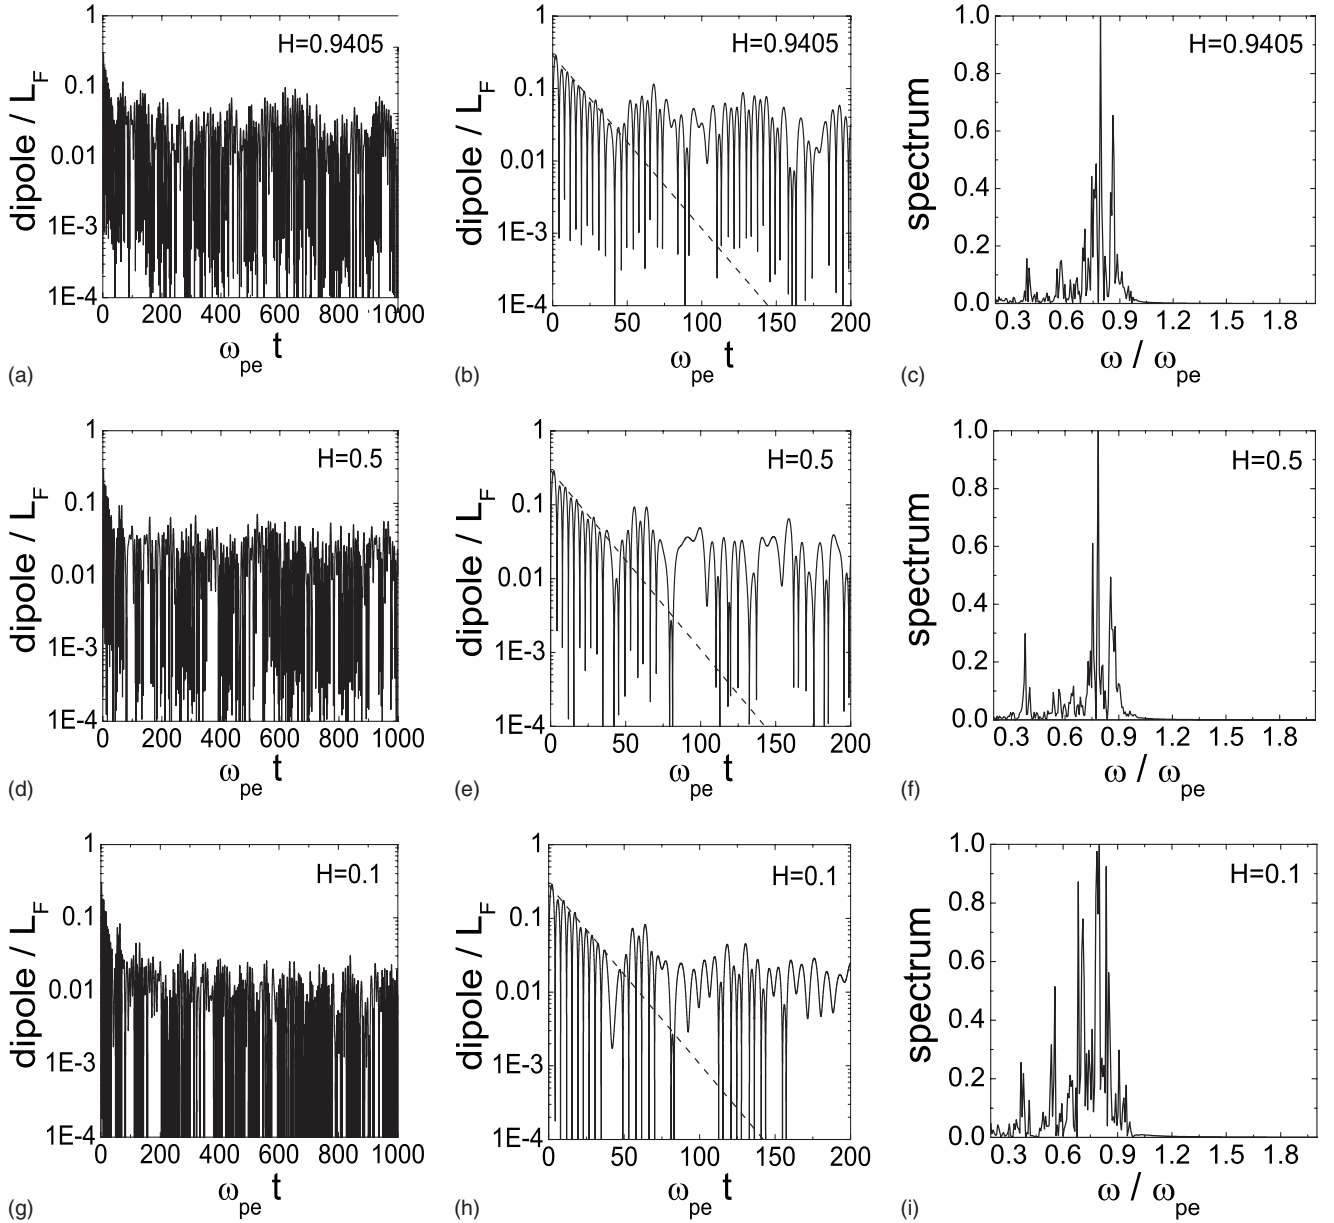 1
H=0.9405
0.1
0.01
1E-3
1E-4
dipole / L_F
0 200 400 600 800 1000
ω_pe t
(a)
1
H=0.9405
0.1
0.01
1E-3
1E-4
dipole / L_F
0 50 100 150 200
ω_pe t
(b)
1.0
H=0.9405
0.8
0.6
0.4
0.2
0.0
spectrum
0.3 0.6 0.9 1.2 1.5 1.8
ω / ω_pe
(c)
1
H=0.5
0.1
0.01
1E-3
1E-4
dipole / L_F
0 200 400 600 800 1000
ω_pe t
(d)
1
H=0.5
0.1
0.01
1E-3
1E-4
dipole / L_F
0 50 100 150 200
ω_pe t
(e)
1.0
H=0.5
0.8
0.6
0.4
0.2
0.0
spectrum
0.3 0.6 0.9 1.2 1.5 1.8
ω / ω_pe
(f)
1
H=0.1
0.1
0.01
1E-3
1E-4
dipole / L_F
0 200 400 600 800 1000
ω_pe t
(g)
1
H=0.1
0.1
0.01
1E-3
1E-4
dipole / L_F
0 50 100 150 200
ω_pe t
(h)
1.0
H=0.1
0.8
0.6
0.4
0.2
0.0
spectrum
0.3 0.6 0.9 1.2 1.5 1.8
ω / ω_pe
(i)